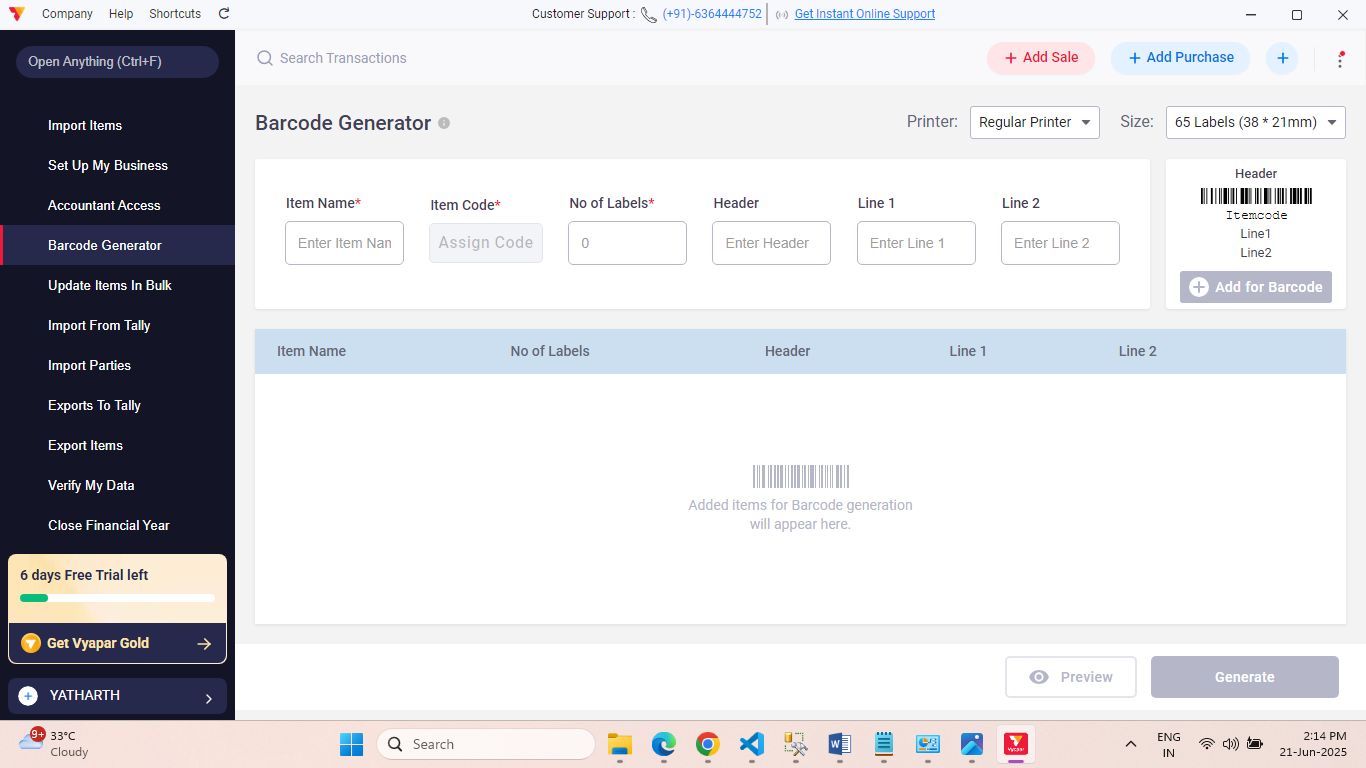 Company Help Shortcuts
Customer Support : (+91)-6364444752 Get Instant Online Support
Open Anything (Ctrl+F)
Search Transactions
Add Sale
Add Purchase
Import Items
Set Up My Business
Accountant Access
Barcode Generator
Update Items In Bulk
Import From Tally
Import Parties
Exports To Tally
Export Items
Verify My Data
Close Financial Year
6 days Free Trial left
Get Vyapar Gold
YATHARTH
Barcode Generator
Printer: Regular Printer Size: 65 Labels (38 * 21mm)
Item Name* Item Code* No of Labels* Header Line 1 Line 2
Enter Item Nan Assign Code 0 Enter Header Enter Line 1 Enter Line 2
Header
Itemcode
Line1
Line2
Add for Barcode
Item Name No of Labels Header Line 1 Line 2
Added items for Barcode generation
will appear here.
Preview Generate
9+ 33°C
Cloudy
Search
Vyapar
ENG
IN
2:14 PM
21-Jun-2025